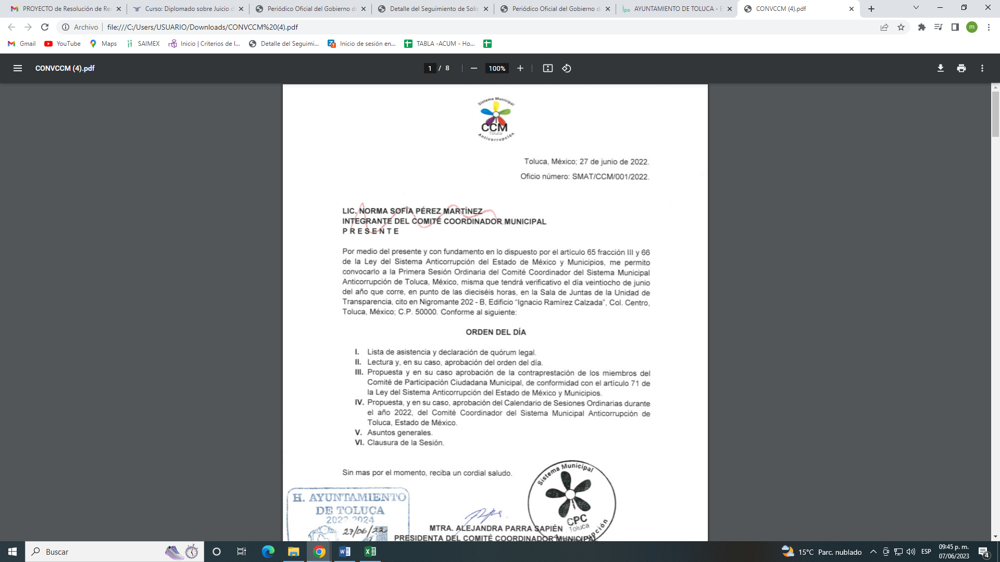 PROYECTO de Resolución de Re
Curso: Diplomado sobre Juicio d
Periódico Oficial del Gobierno d
Detalle del Seguimiento de Solic
Periódico Oficial del Gobierno d
ipo AYUNTAMIENTO DE TOLUCA - E
CONVCCM (4).pdf
Archivo file:///C:/Users/USUARIO/Downloads/CONVCCM%20(4).pdf
m
Gmail YouTube Maps SAIMEX Inicio | Criterios de I... Detalle del Seguimi... Inicio de sesión en... TABLA -ACUM - Ho...
CONVCCM (4).pdf 1 / 8 100%
Sistema Municipal
CCM
Toluca
Anticorrupción
Toluca, México; 27 de junio de 2022.
Oficio número: SMAT/CCM/001/2022.
LIC. NORMA SOFÍA PÉREZ MARTÍNEZ
INTEGRANTE DEL COMITÉ COORDINADOR MUNICIPAL
P R E S E N T E
Por medio del presente y con fundamento en lo dispuesto por el artículo 65 fracción III y 66
de la Ley del Sistema Anticorrupción del Estado de México y Municipios, me permito
convocarlo a la Primera Sesión Ordinaria del Comité Coordinador del Sistema Municipal
Anticorrupción de Toluca, México, misma que tendrá verificativo el día veintiocho de junio
del año que corre, en punto de las dieciséis horas, en la Sala de Juntas de la Unidad de
Transparencia, cito en Nigromante 202 - B, Edificio “Ignacio Ramírez Calzada”, Col. Centro,
Toluca, México; C.P. 50000. Conforme al siguiente:
ORDEN DEL DÍA
I. Lista de asistencia y declaración de quórum legal.
II. Lectura y, en su caso, aprobación del orden del día.
III. Propuesta y en su caso aprobación de la contraprestación de los miembros del
Comité de Participación Ciudadana Municipal, de conformidad con el artículo 71 de
la Ley del Sistema Anticorrupción del Estado de México y Municipios.
IV. Propuesta, y en su caso, aprobación del Calendario de Sesiones Ordinarias durante
el año 2022, del Comité Coordinador del Sistema Municipal Anticorrupción de
Toluca, Estado de México.
V. Asuntos generales.
VI. Clausura de la Sesión.
Sin mas por el momento, reciba un cordial saludo.
Sistema Municipal
CPC
Toluca
H. AYUNTAMIENTO
DE TOLUCA
2022 2024
27/06/22
MTRA. ALEJANDRA PARRA SAPIÉN
PRESIDENTA DEL COMITÉ COORDINADOR MUNICIPAL
Buscar
15°C Parc. nublado
ESP
09:45 p. m.
07/06/2023
4